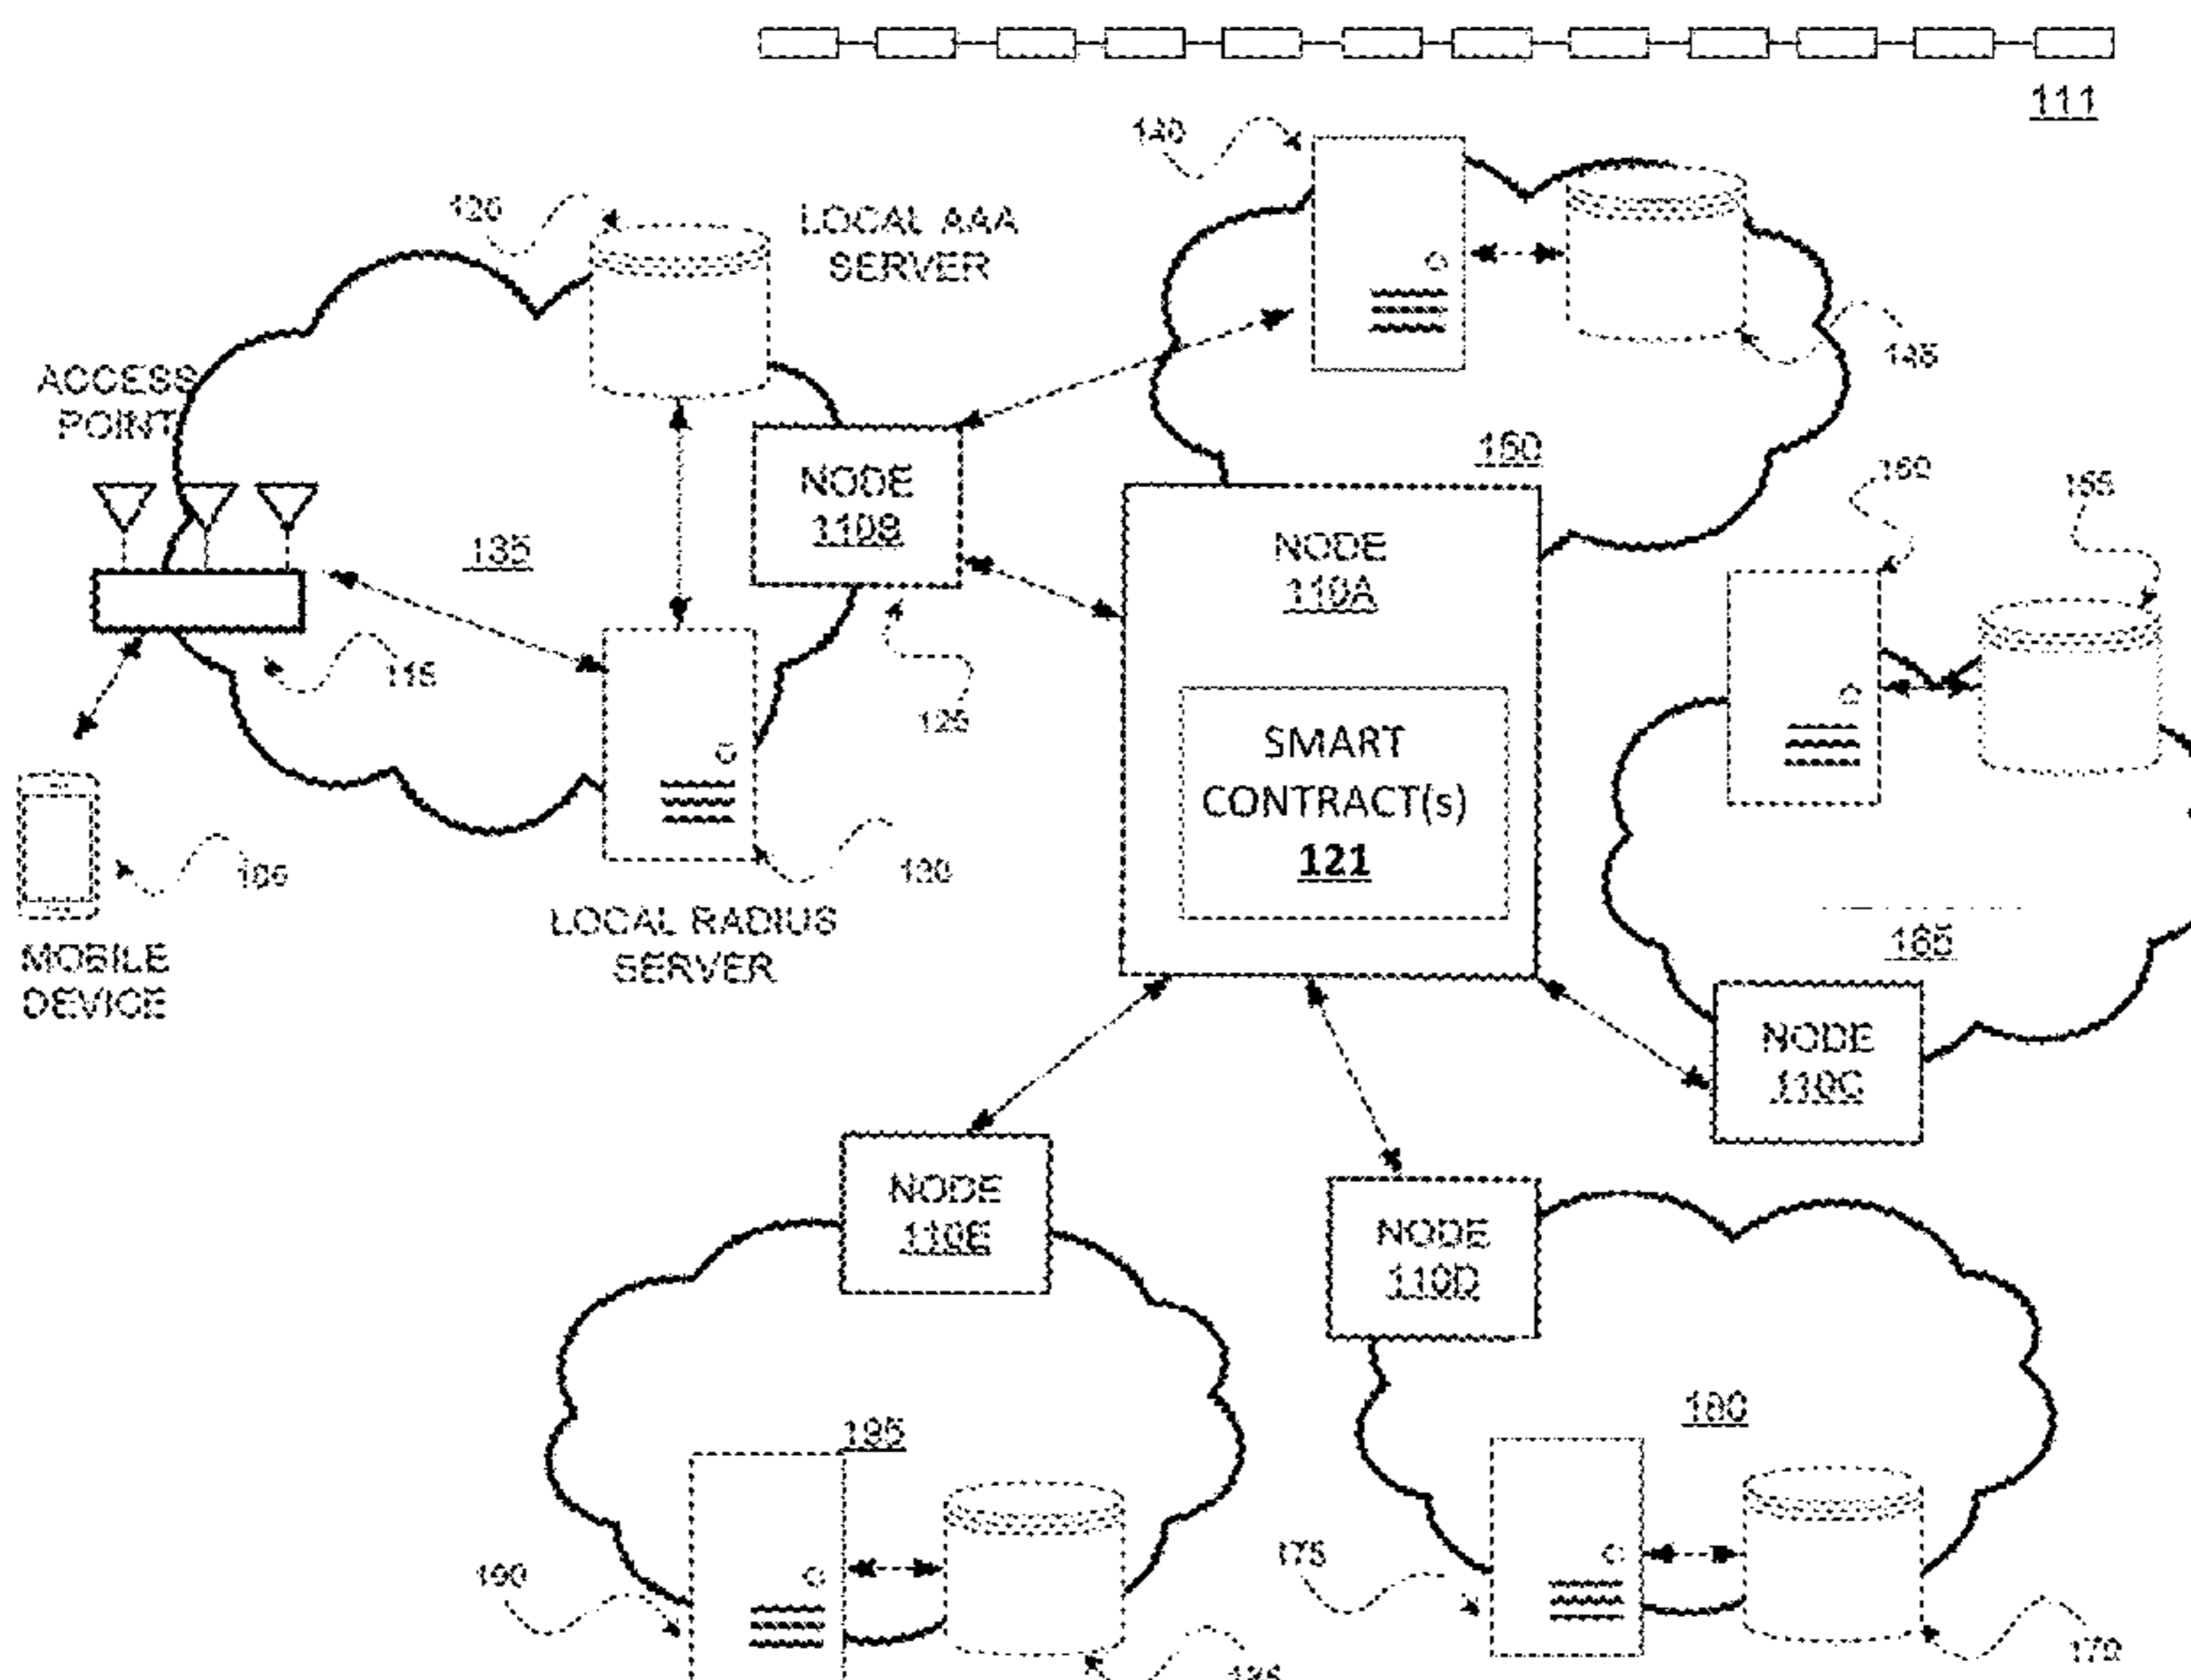 111
140
120
LOCAL AAA
SERVER
145
ACCESS
POINT
150
160
155
NODE
110B
135
NODE
110A
115
125
SMART
CONTRACT(s)
121
130
105
LOCAL RADIUS
SERVER
165
MOBILE
DEVICE
NODE
110C
NODE
110E
NODE
110D
180
195
175
190
170